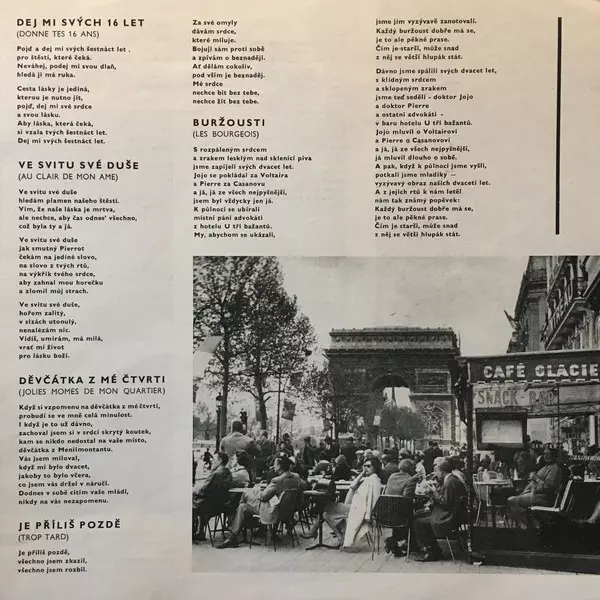 DEJ MI SVÝCH 16 LET
(DONNE TES 16 ANS)
Pojď a dej mi svých šestnáct let,
pro štěstí, které čeká.
Neváhej, podej mi svou dlaň,
hledá ji má ruka.
Cesta lásky je jediná,
kterou je nutno jít,
pojď, dej mi své srdce
a svou lásku.
Aby láska, která čeká,
si vzala tvých šestnáct let.
Dej mi svých šestnáct let.
VE SVITU SVÉ DUŠE
(AU CLAIR DE MON AME)
Ve svitu své duše
hledám plamen našeho štěstí.
Vím, že naše láska je mrtva,
ale nechce, aby čas odnes' všechno,
což byla ty a já.
Ve svitu své duše
jak smutný Pierrot
čekám na jediné slovo,
na slovo z tvých rtů,
na výkřik tvého srdce,
aby zahnal mou horečku
a zlomil můj strach.
Ve svitu své duše,
hořem zalitý,
v slzách utonulý,
nenalézám nic.
Vidíš, umírám, má milá,
vrať mi život
pro lásku boží.
DĚVČÁTKA Z MÉ ČTVRTI
(JOLIES MOMES DE MON QUARTIER)
Když si vzpomenu na děvčátka z mé čtvrti,
probudí se ve mně celá minulost.
I když je to už dávno,
zachoval jsem si v srdci skrytý koutek,
kam se nikdo nedostal na vaše místo,
děvčátka z Menilmontantu.
Vás jsem miloval,
když mi bylo dvacet,
jakoby to bylo včera,
co jsem vás držel v náručí.
Dodnes v sobě cítím vaše mládí,
nikdy na vás nezapomenu.
JE PŘÍLIŠ POZDĚ
(TROP TARD)
Je příliš pozdě,
všechno jsem zkazil,
všechno jsem rozbil.
Za své omyly
dávám srdce,
které miluje.
Bojuji sám proti sobě
a zpívám o beznaději.
Ať dělám cokoliv,
pod vším je beznaděj.
Mé srdce
nechce bít bez tebe,
nechce žít bez tebe.
BURŽOUSTI
(LES BOURGEOIS)
S rozpáleným srdcem
a zrakem lesklým nad sklenicí piva
jsme zapíjeli svých dvacet let.
Jojo se pokládal za Voltaira
a Pierre za Casanovu
a já, já ze všech nejpyšnější,
jsem byl vždycky jen já.
K půlnoci se ubírali
místní páni advokáti
z hotelu U tří bažantů.
My, abychom se ukázali,
jsme jim vyzývavě zanotovali.
Každý buržoust dobře má se,
je to ale pěkné prase.
Čím je-starší, může snad
z něj se větší hlupák stát.
Dávno jsme spálili svých dvacet let,
s klidným srdcem
a sklopeným zrakem
jsme teď seděli - doktor Jojo
a doktor Pierre
a ostatní advokáti -
v baru hotelu U tří bažantů.
Jojo mluvil o Voltairovi
a Pierre o Casanovovi
a já, já ze všech nejpyšnější,
já mluvil dlouho o sobě.
A pak, když k půlnoci jsme vyšli,
potkali jsme mladíky —
vyzývavý obraz našich dvaceti let.
A z jejich rtů k nám letěl
nám tak známý popěvek:
Každý buržoust dobře má se,
je to ale pěkné prase.
Čím je starší, může snad
z něj se větší hlupák stát.
CAFÉ GLACIE
SNACK-BAR